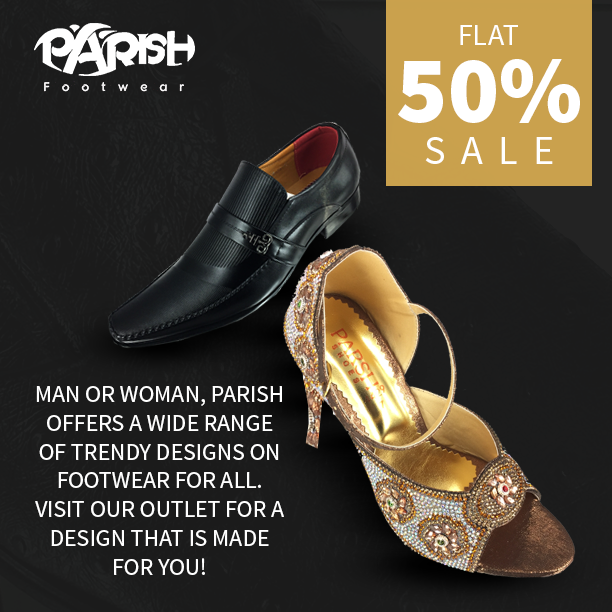 PARISH
Footwear
FLAT
50%
SALE
PARISH
SHOES
MAN OR WOMAN, PARISH
OFFERS A WIDE RANGE
OF TRENDY DESIGNS ON
FOOTWEAR FOR ALL.
VISIT OUR OUTLET FOR A
DESIGN THAT IS MADE
FOR YOU!